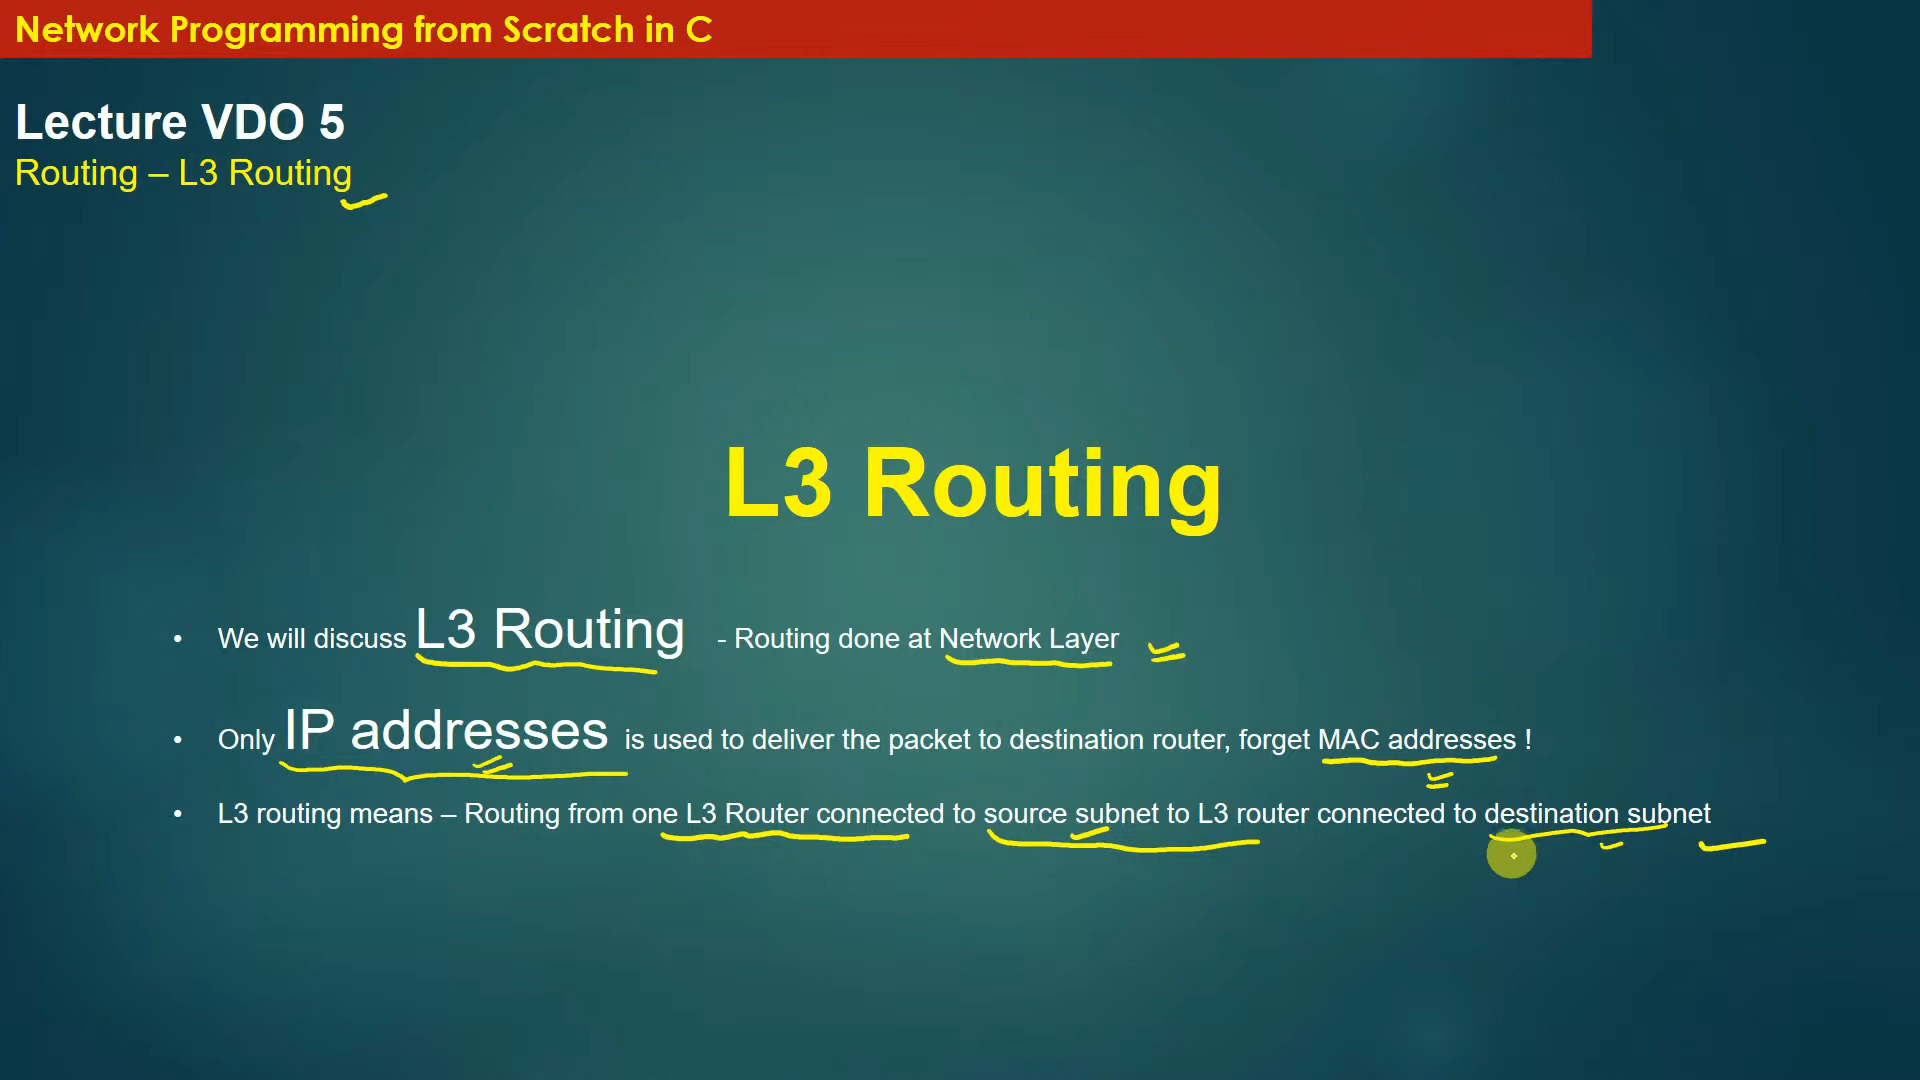 Network Programming from Scratch in C
Lecture VDO 5
Routing – L3 Routing
L3 Routing
• We will discuss L3 Routing - Routing done at Network Layer
• Only IP addresses is used to deliver the packet to destination router, forget MAC addresses !
• L3 routing means – Routing from one L3 Router connected to source subnet to L3 router connected to destination subnet